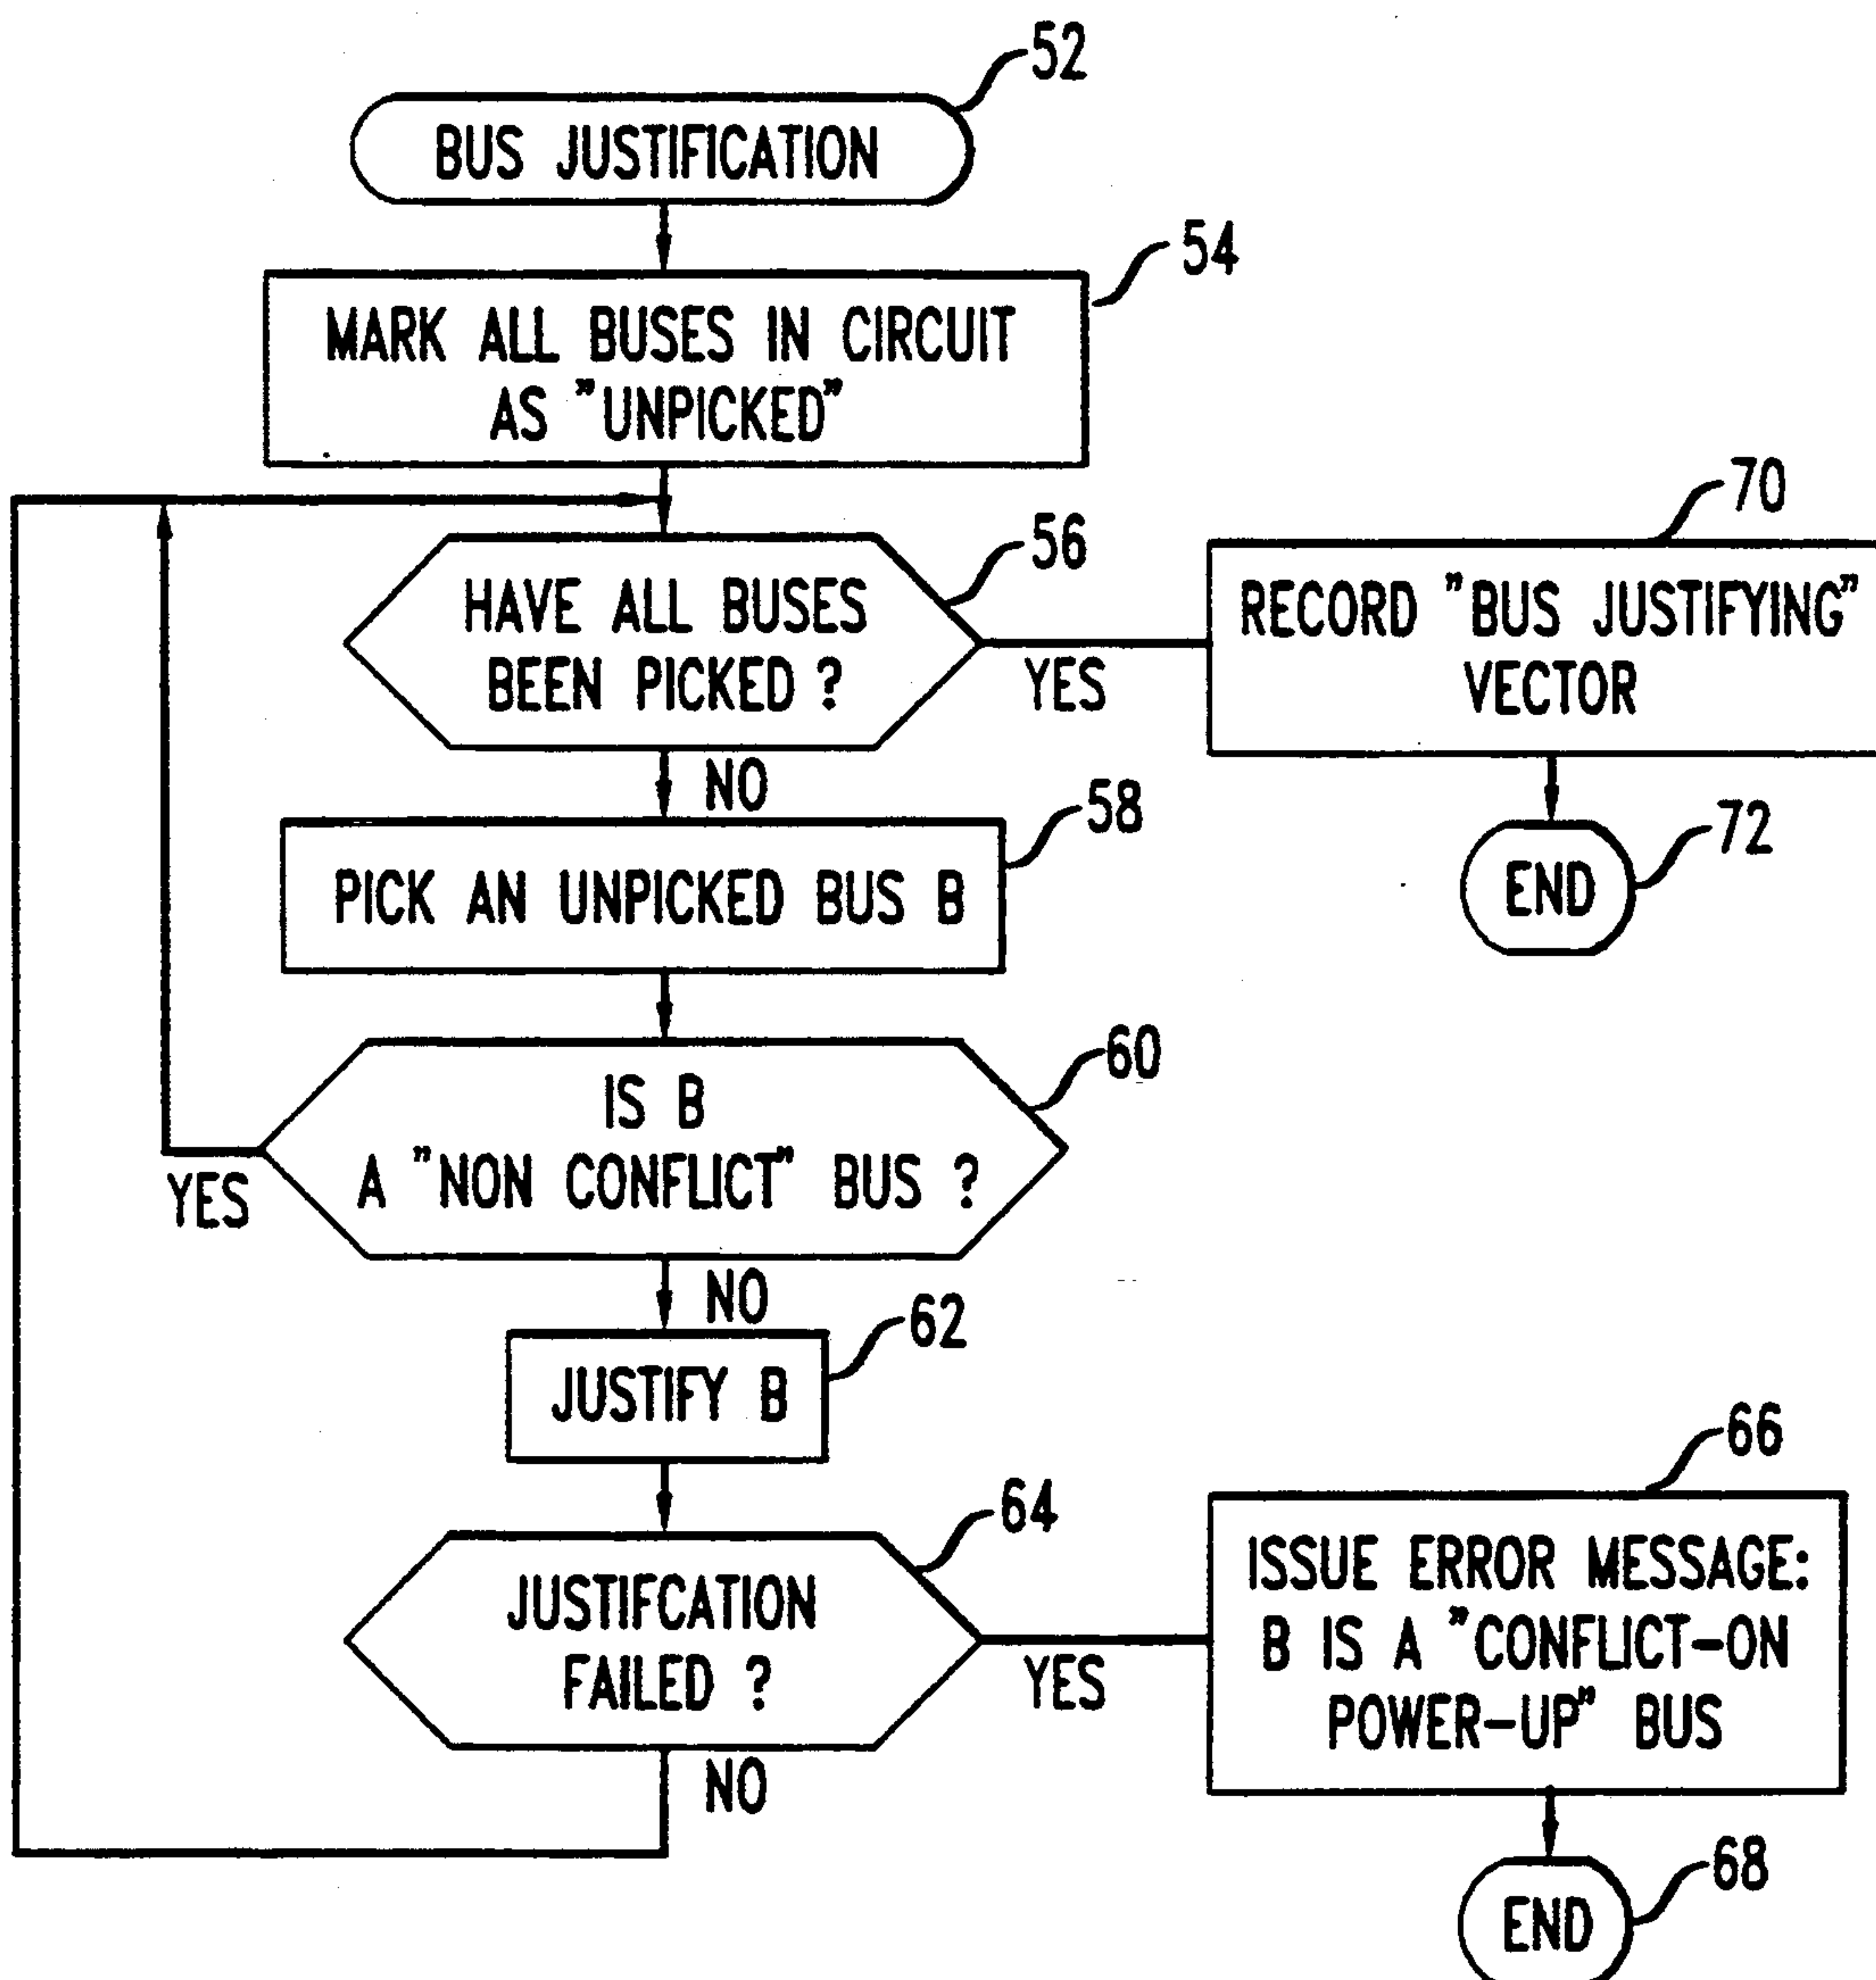 52
BUS JUSTIFICATION
54
MARK ALL BUSES IN CIRCUIT
AS "UNPICKED"
56
HAVE ALL BUSES
BEEN PICKED ?
YES
70
RECORD "BUS JUSTIFYING"
VECTOR
NO
58
PICK AN UNPICKED BUS B
72
END
60
IS B
A "NON CONFLICT" BUS ?
YES
NO
62
JUSTIFY B
64
JUSTIFCATION
FAILED ?
YES
66
ISSUE ERROR MESSAGE:
B IS A "CONFLICT-ON
POWER-UP" BUS
NO
68
END